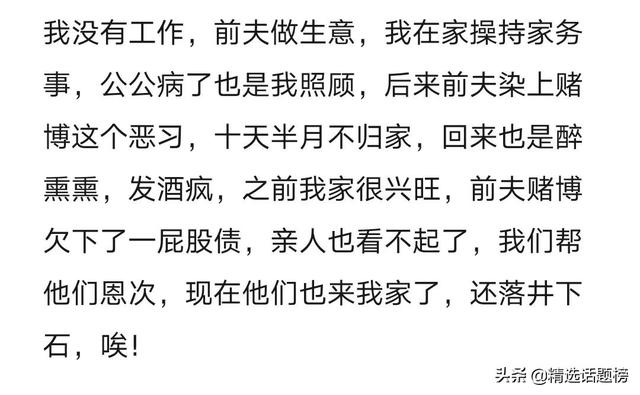 我没有工作，前夫做生意，我在家操持家务
事，公公病了也是我照顾，后来前夫染上赌
博这个恶习，十天半月不归家，回来也是醉
熏熏，发酒疯，之前我家很兴旺，前夫赌博
欠下了一屁股债，亲人也看不起了，我们帮
他们恩次，现在他们也来我家了，还落井下
石，唉!
头条 @精选话题榜